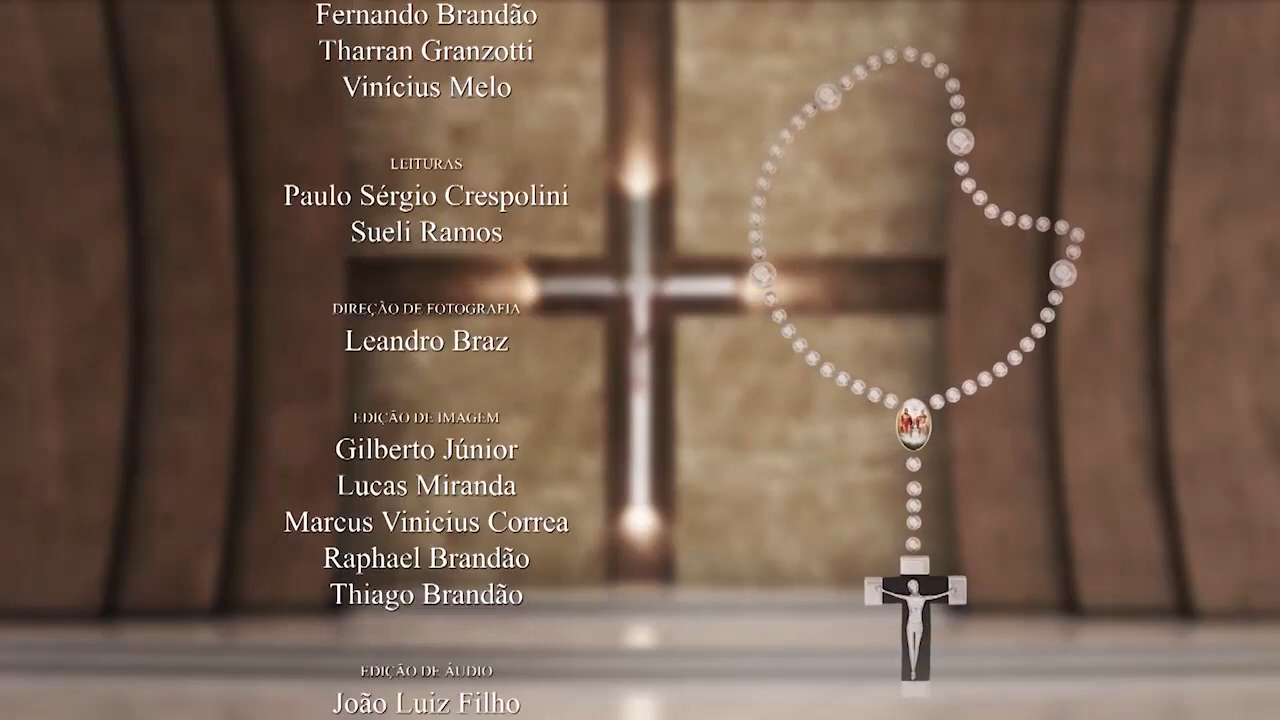 Fernando Brandão
Tharran Granzotti
Vinícius Melo
LEITURAS
Paulo Sérgio Crespolini
Sueli Ramos
DIREÇÃO DE FOTOGRAFIA
Leandro Braz
EDIÇÃO DE IMAGEM
Gilberto Júnior
Lucas Miranda
Marcus Vinicius Correa
Raphael Brandão
Thiago Brandão
EDIÇÃO DE ÁUDIO
João Luiz Filho